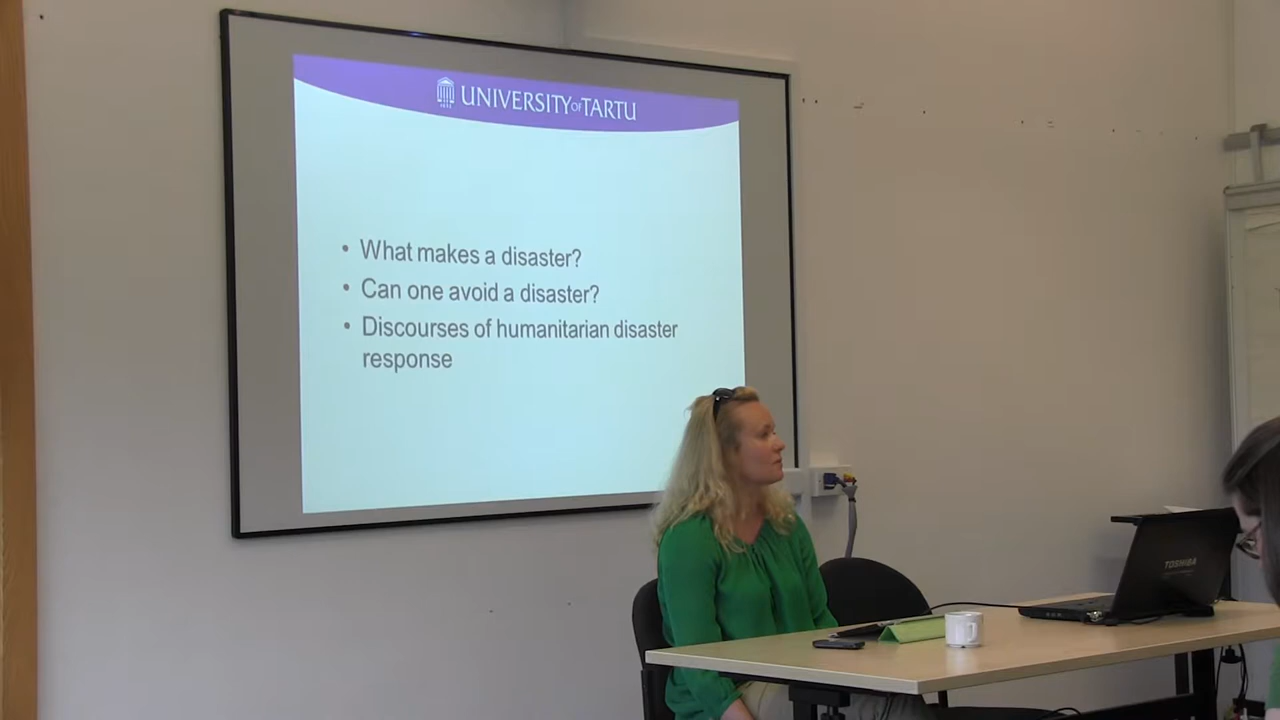 UNIVERSITY OF TARTU
• What makes a disaster?
• Can one avoid a disaster?
• Discourses of humanitarian disaster
response
TOSHIBA